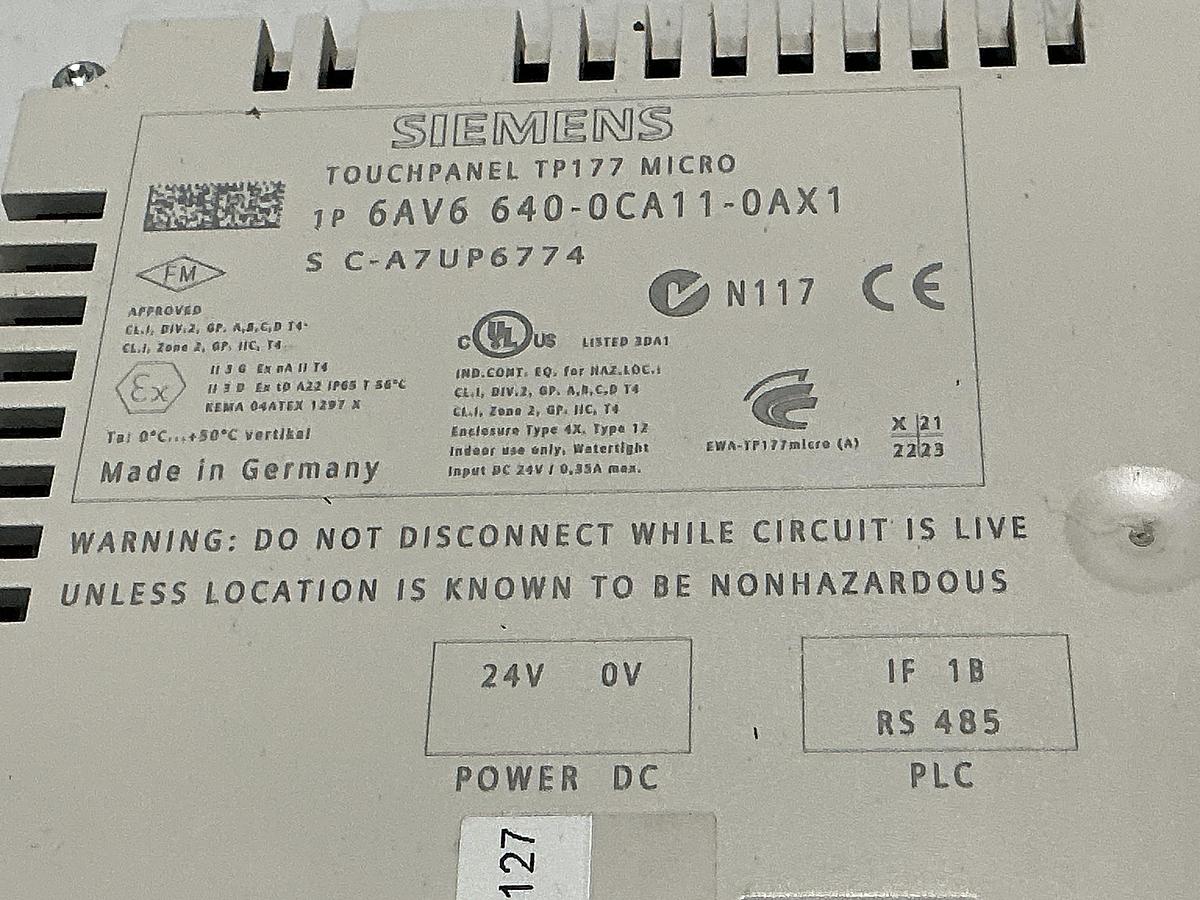 SIEMENS
TOUCHPANEL TP177 MICRO
1P 6AV6 640-0CA11-0AX1
S C-A7UP6774
FM
APPROVED
CL.I, DIV.2, GP. A,B,C,D T4
CL.I, Zone 2, GP. IIC, T4
N117 CE
C UL US LISTED 3DA1
Ex
II 3 G Ex nA II T4
II 3 D Ex tD A22 IP65 T 56°C
KEMA 04ATEX 1297 X
IND.CONT. EQ. for HAZ.LOC.:
CL.I, DIV.2, GP. A,B,C,D T4
CL.I, Zone 2, GP. IIC, T4
Enclosure Type 4X, Type 12
Indoor use only, Watertight
Input DC 24V / 0,35A max.
EWA-TP177micro (A)
X 21
22 23
Ta: 0°C...+50°C vertikal
Made in Germany
WARNING: DO NOT DISCONNECT WHILE CIRCUIT IS LIVE
UNLESS LOCATION IS KNOWN TO BE NONHAZARDOUS
24V 0V
POWER DC
IF 1B
RS 485
PLC
127